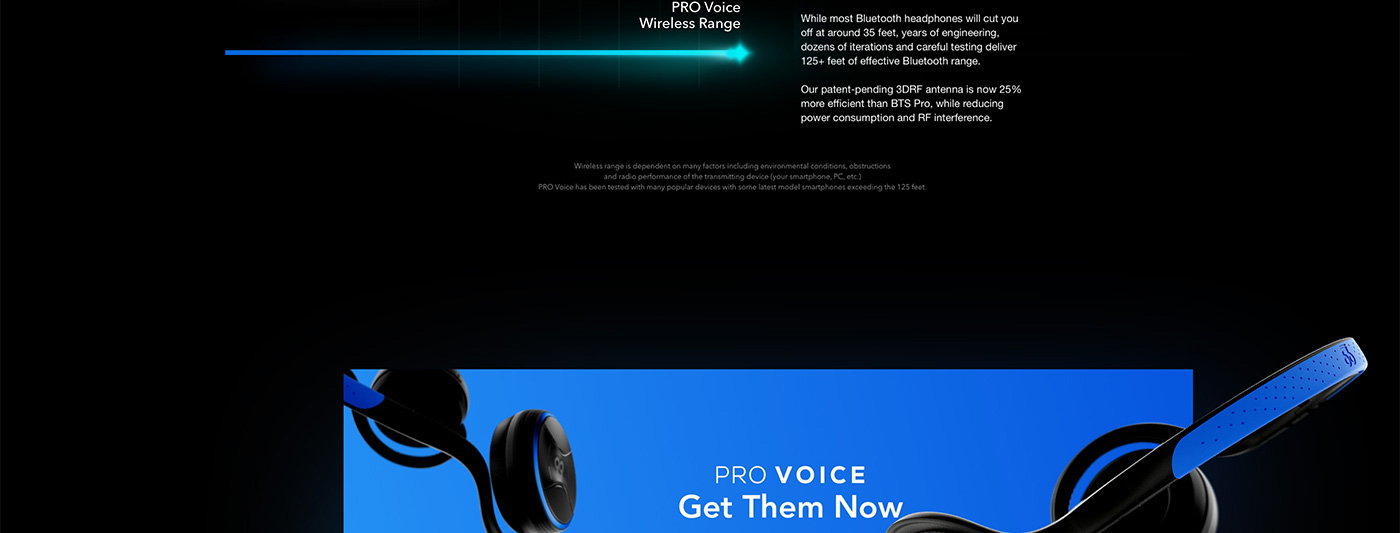 PRO Voice
Wireless Range
While most Bluetooth headphones will cut you
off at around 35 feet, years of engineering,
dozens of iterations and careful testing deliver
125+ feet of effective Bluetooth range.
Our patent-pending 3DRF antenna is now 25%
more efficient than BTS Pro, while reducing
power consumption and RF interference.
Wireless range is dependent on many factors including environmental conditions, obstructions
and radio performance of the transmitting device (your smartphone, PC, etc.)
PRO Voice has been tested with many popular devices with some latest model smartphones exceeding the 125 feet.
PRO VOICE
Get Them Now